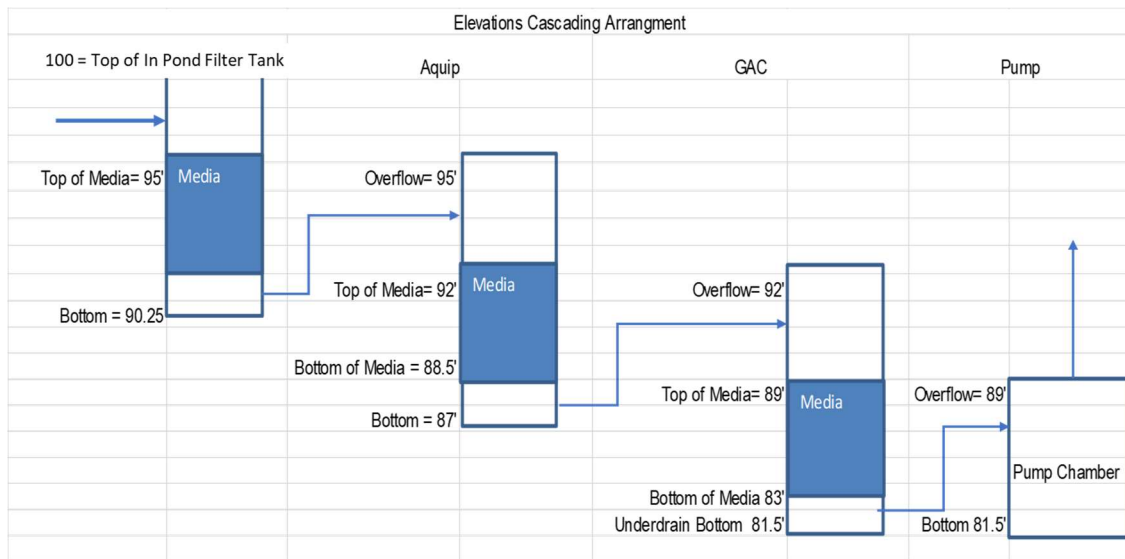 Elevations Cascading Arrangment
100 = Top of In Pond Filter Tank
Aquip
GAC
Pump
Top of Media= 95'
Media
Overflow= 95'
Top of Media= 92'
Media
Overflow= 92'
Bottom = 90.25
Bottom of Media = 88.5'
Top of Media= 89'
Media
Overflow= 89'
Bottom = 87'
Pump Chamber
Bottom of Media 83'
Underdrain Bottom 81.5'
Bottom 81.5'